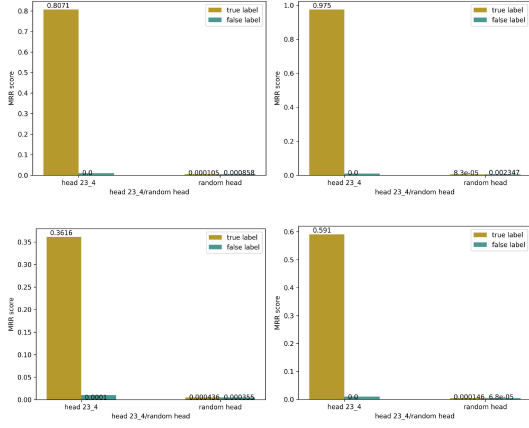 0.8071
0.8
0.7
0.6
0.5
0.4
0.3
0.2
0.1
0.0
MRR score
true label
false label
0.0
0.000105 0.000858
head 23_4 random head
head 23_4/random head
0.975
1.0
0.8
0.6
0.4
0.2
0.0
MRR score
true label
false label
0.0
8.3e-05 0.002347
head 23_4 random head
head 23_4/random head
0.3616
0.35
0.30
0.25
0.20
0.15
0.10
0.05
0.00
MRR score
true label
false label
0.0001
0.000436 0.000355
head 23_4 random head
head 23_4/random head
0.591
0.6
0.5
0.4
0.3
0.2
0.1
0.0
MRR score
true label
false label
0.0
0.000146 6.8e-05
head 23_4 random head
head 23_4/random head